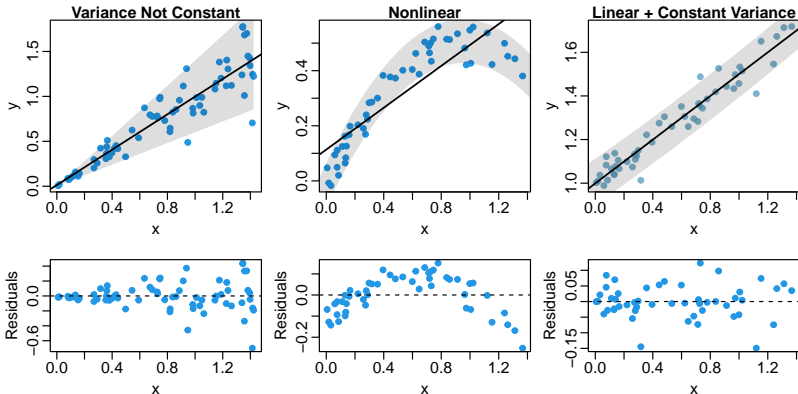 Variance Not Constant
y
0.0 0.5 1.0 1.5
0.0 0.4 0.8 1.2
x
Nonlinear
y
0.0 0.2 0.4
0.0 0.4 0.8 1.2
x
Linear + Constant Variance
y
1.0 1.2 1.4 1.6
0.0 0.4 0.8 1.2
x
Residuals
−0.6 0.0
0.0 0.4 0.8 1.2
x
Residuals
−0.2 0.0
0.0 0.4 0.8 1.2
x
Residuals
−0.15 −0.05 0.05
0.0 0.4 0.8 1.2
x